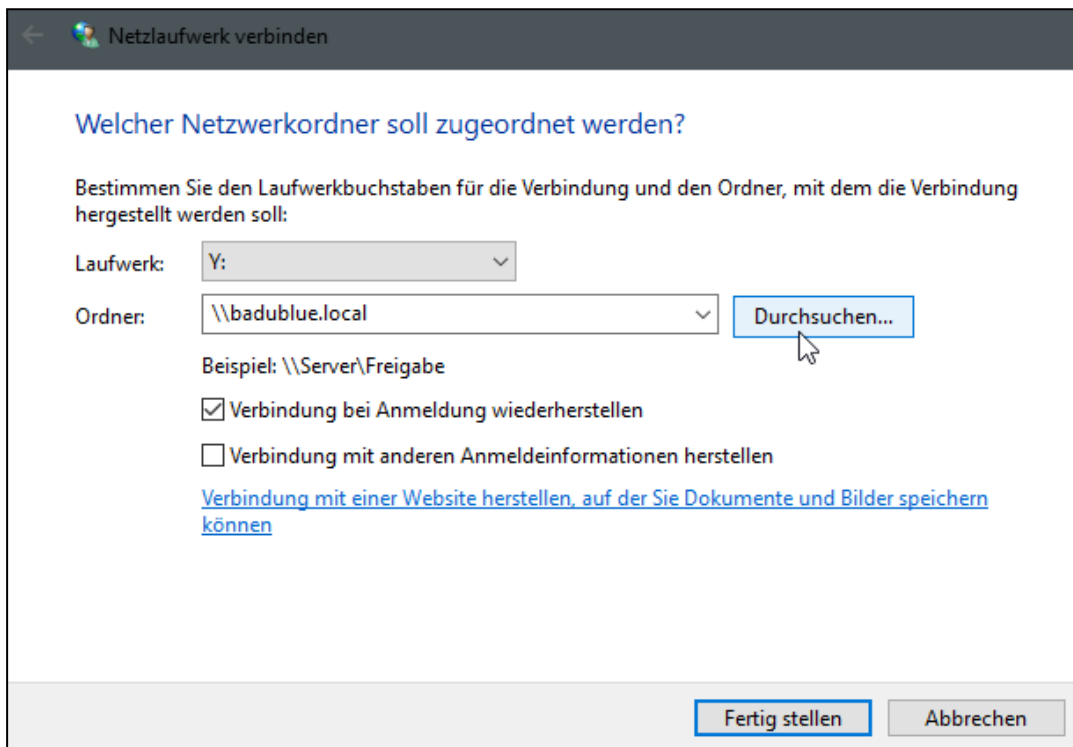 Netzlaufwerk verbinden
Welcher Netzwerkordner soll zugeordnet werden?
Bestimmen Sie den Laufwerkbuchstaben für die Verbindung und den Ordner, mit dem die Verbindung
hergestellt werden soll:
Laufwerk: Y:
Ordner: \\badublue.local Durchsuchen...
Beispiel: \\Server\Freigabe
Verbindung bei Anmeldung wiederherstellen
Verbindung mit anderen Anmeldeinformationen herstellen
Verbindung mit einer Website herstellen, auf der Sie Dokumente und Bilder speichern
können
Fertig stellen Abbrechen